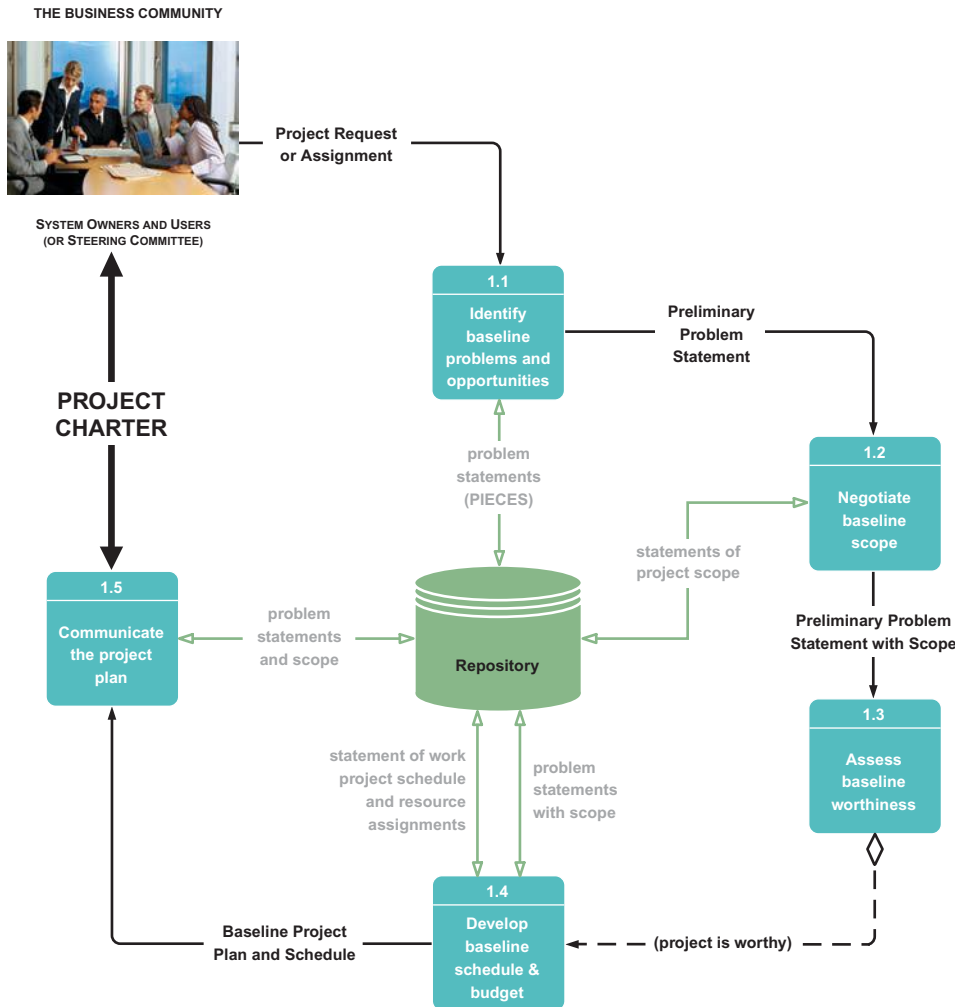 THE BUSINESS COMMUNITY
Project Request
or Assignment
SYSTEM OWNERS AND USERS
(OR STEERING COMMITTEE)
1.1
Identify
baseline
problems and
opportunities
Preliminary
Problem
Statement
PROJECT
CHARTER
problem
statements
(PIECES)
1.2
Negotiate
baseline
scope
statements of
project scope
1.5
Communicate
the project
plan
problem
statements
and scope
Repository
Preliminary Problem
Statement with Scope
1.3
Assess
baseline
worthiness
statement of work
project schedule
and resource
assignments
problem
statements
with scope
1.4
Develop
baseline
schedule &
budget
Baseline Project
Plan and Schedule
(project is worthy)